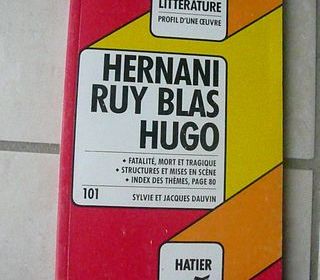 LITTÉRATURE
PROFIL D'UNE ŒUVRE
HERNANI
RUY BLAS
HUGO
• FATALITÉ, MORT ET TRAGIQUE
• STRUCTURES ET MISES EN SCÈNE
• INDEX DES THÈMES, PAGE 80
101
SYLVIE ET JACQUES DAUVIN
HATIER